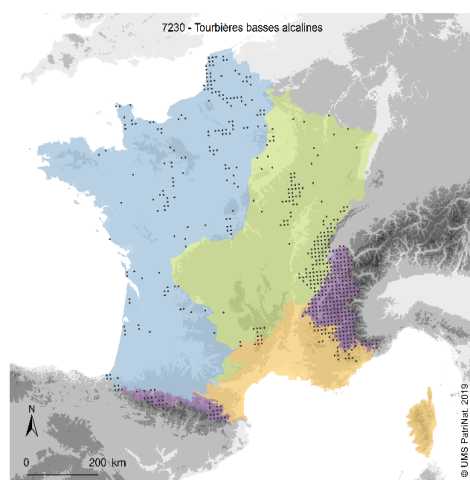 7230 - Tourbières basses alcalines
N
0 200 km
© UMS PatriNat, 2019